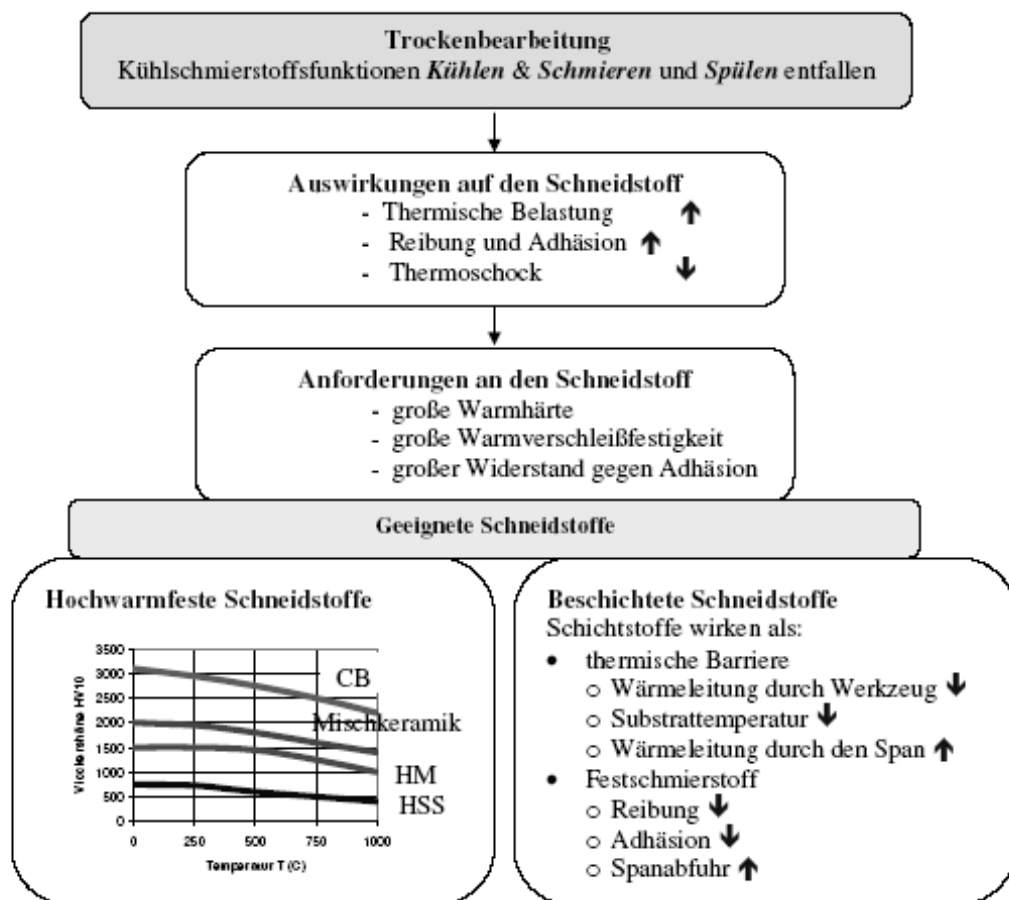 Trockenbearbeitung
Kühlschmierstoffsfunktionen Kühlen & Schmieren und Spülen entfallen
Auswirkungen auf den Schneidstoff
- Thermische Belastung ↑
- Reibung und Adhäsion ↑
- Thermoschock ↓
Anforderungen an den Schneidstoff
- große Warmhärte
- große Warmverschleißfestigkeit
- großer Widerstand gegen Adhäsion
Geeignete Schneidstoffe
Hochwarmfeste Schneidstoffe
3500
3000
2500
2000
1500
1000
500
0
0 250 500 750 1000
HV10
T (C)
CB
Mischkeramik
HM
HSS
Beschichtete Schneidstoffe
Schichtstoffe wirken als:
• thermische Barriere
o Wärmeleitung durch Werkzeug ↓
o Substrattemperatur ↓
o Wärmeleitung durch den Span ↑
• Festschmierstoff
o Reibung ↓
o Adhäsion ↓
o Spanabfuhr ↑